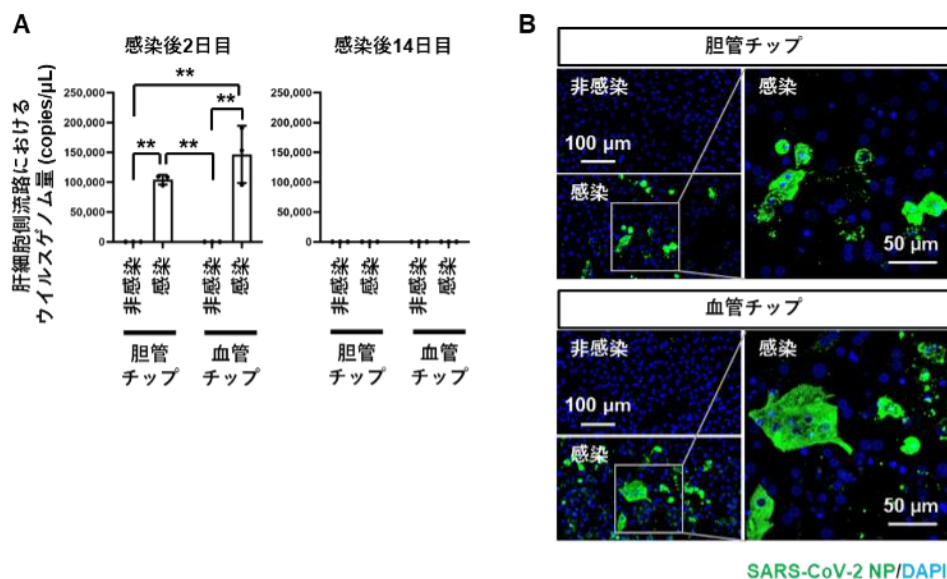 A
感染後2日目
感染後14日目
肝細胞側流路における
ウイルスゲノム量 (copies/μL)
250,000
200,000
150,000
100,000
50,000
0
**
**
**
**
非感染
感染
非感染
感染
胆管
チップ
血管
チップ
250,000
200,000
150,000
100,000
50,000
0
非感染
感染
非感染
感染
胆管
チップ
血管
チップ
B
胆管チップ
非感染
100 μm
感染
感染
50 μm
血管チップ
非感染
100 μm
感染
感染
50 μm
SARS-CoV-2 NP/DAPI